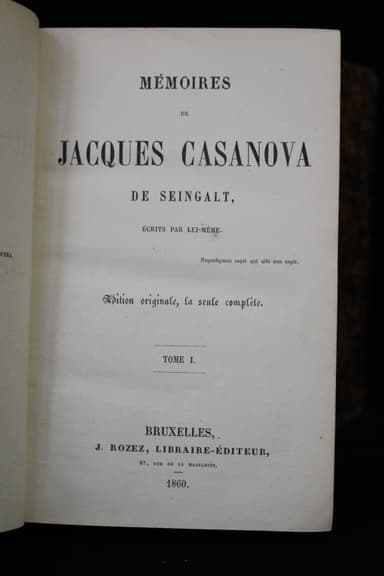 MÉMOIRES
DE
JACQUES CASANOVA
DE SEINGALT,
ÉCRITS PAR LUI-MÊME.
Nequidquam sapit qui sibi non sapit.
Edition originale, la seule complète.
TOME I.
BRUXELLES,
J. ROZEZ, LIBRAIRE-ÉDITEUR,
87, RUE DE LA MADELEINE.
1860.